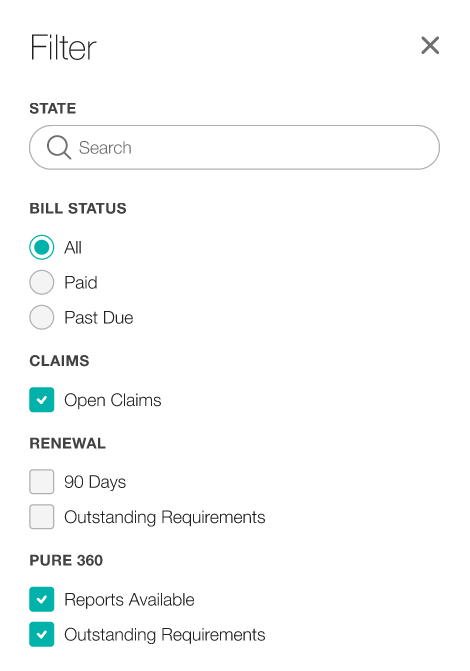 Filter
STATE
Search
BILL STATUS
All
Paid
Past Due
CLAIMS
Open Claims
RENEWAL
90 Days
Outstanding Requirements
PURE 360
Reports Available
Outstanding Requirements